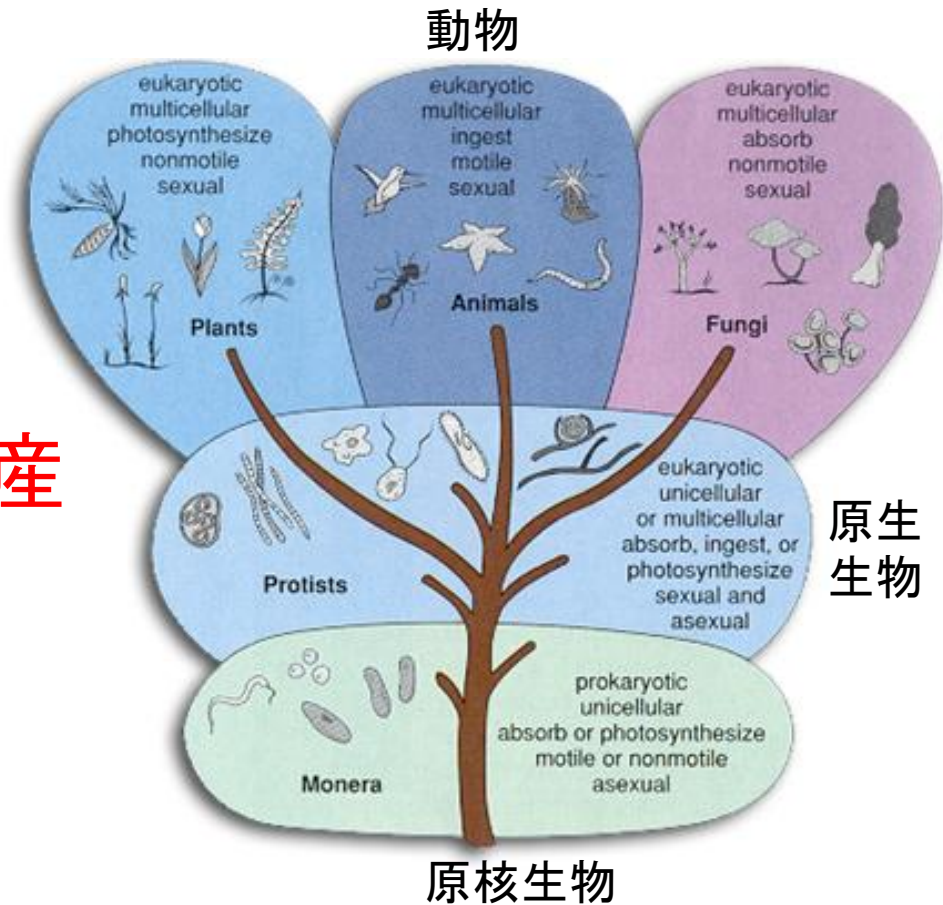 動物
eukaryotic
multicellular
photosynthesize
nonmotile
sexual
Plants
eukaryotic
multicellular
ingest
motile
sexual
Animals
eukaryotic
multicellular
absorb
nonmotile
sexual
Fungi
産
Protists
eukaryotic
unicellular
or multicellular
absorb, ingest, or
photosynthesize
sexual and
asexual
原生
生物
Monera
prokaryotic
unicellular
absorb or photosynthesize
motile or nonmotile
asexual
原核生物